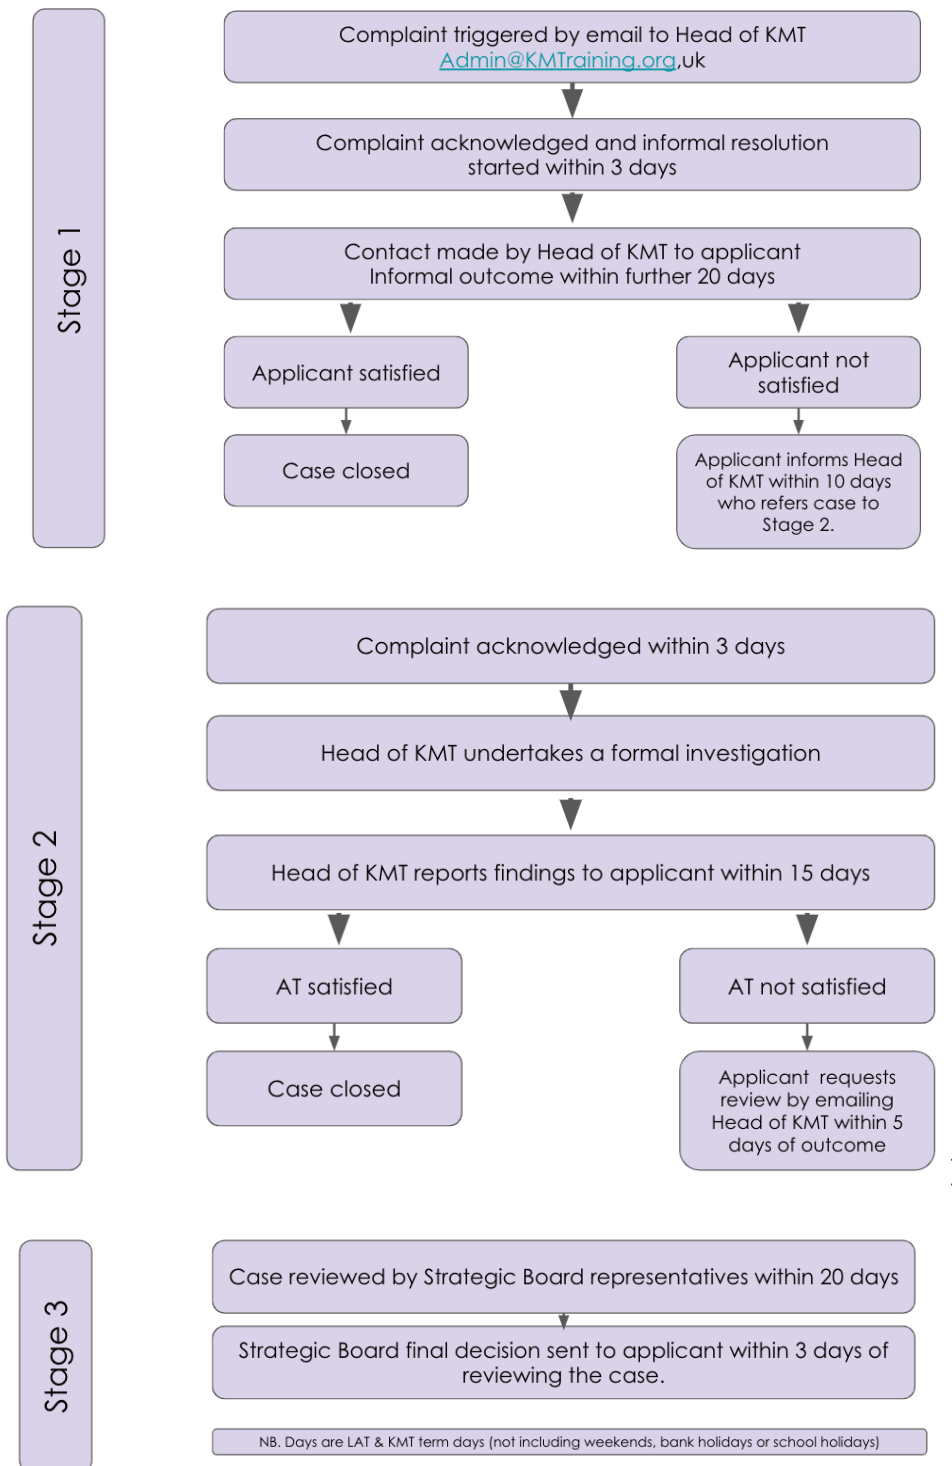 Stage 1
Complaint triggered by email to Head of KMT
Admin@KMTraining.org,uk
Complaint acknowledged and informal resolution
started within 3 days
Contact made by Head of KMT to applicant
Informal outcome within further 20 days
Applicant satisfied
Case closed
Applicant not
satisfied
Applicant informs Head
of KMT within 10 days
who refers case to
Stage 2.
Stage 2
Complaint acknowledged within 3 days
Head of KMT undertakes a formal investigation
Head of KMT reports findings to applicant within 15 days
AT satisfied
Case closed
AT not satisfied
Applicant requests
review by emailing
Head of KMT within 5
days of outcome
Stage 3
Case reviewed by Strategic Board representatives within 20 days
Strategic Board final decision sent to applicant within 3 days of
reviewing the case.
NB. Days are LAT & KMT term days (not including weekends, bank holidays or school holidays)